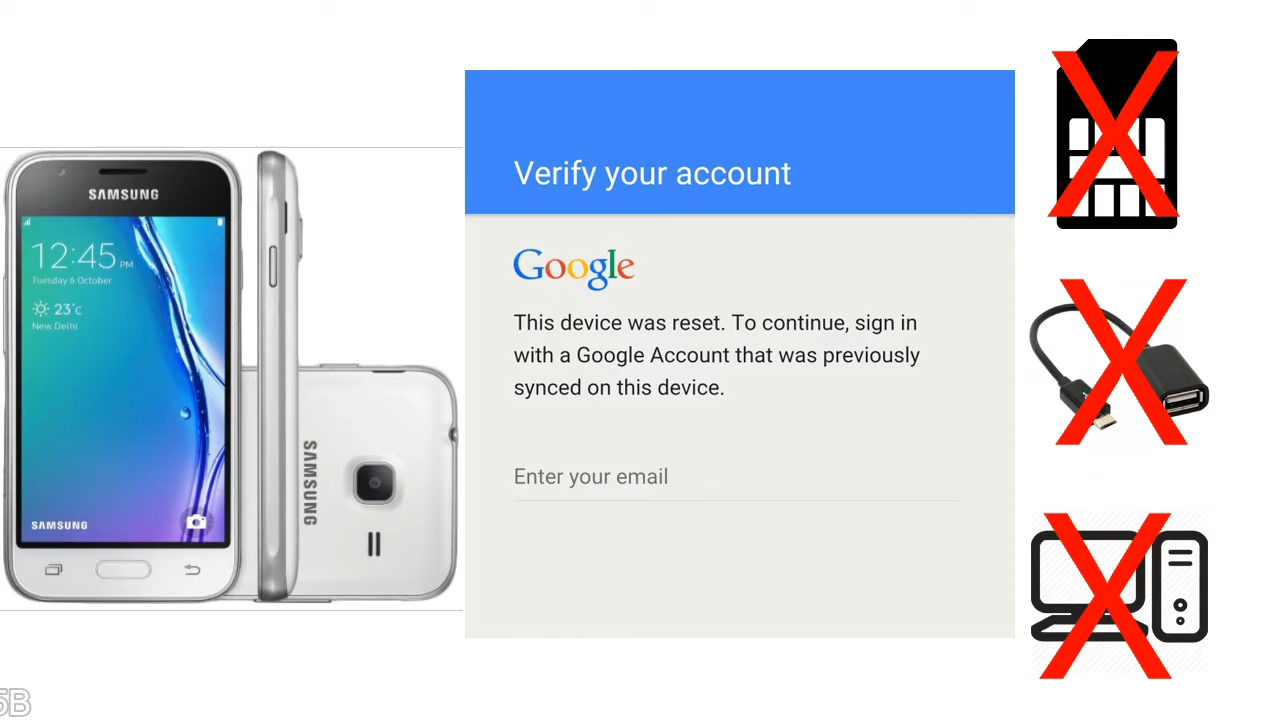 SAMSUNG
12:45 PM
Tuesday 6 October
23°c
New Delhi
SAMSUNG
SAMSUNG
Verify your account
Google
This device was reset. To continue, sign in
with a Google Account that was previously
synced on this device.
Enter your email
5B